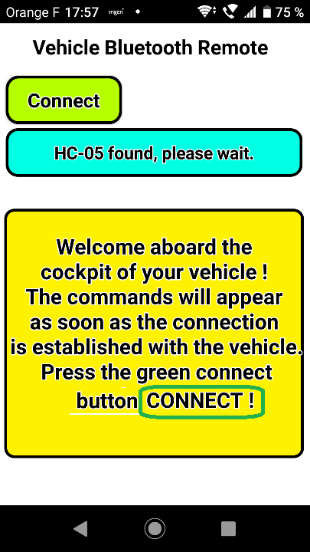 Orange F 17:57 75 %
Vehicle Bluetooth Remote
Connect
HC-05 found, please wait.
Welcome aboard the
cockpit of your vehicle !
The commands will appear
as soon as the connection
is established with the vehicle.
Press the green connect
button CONNECT !